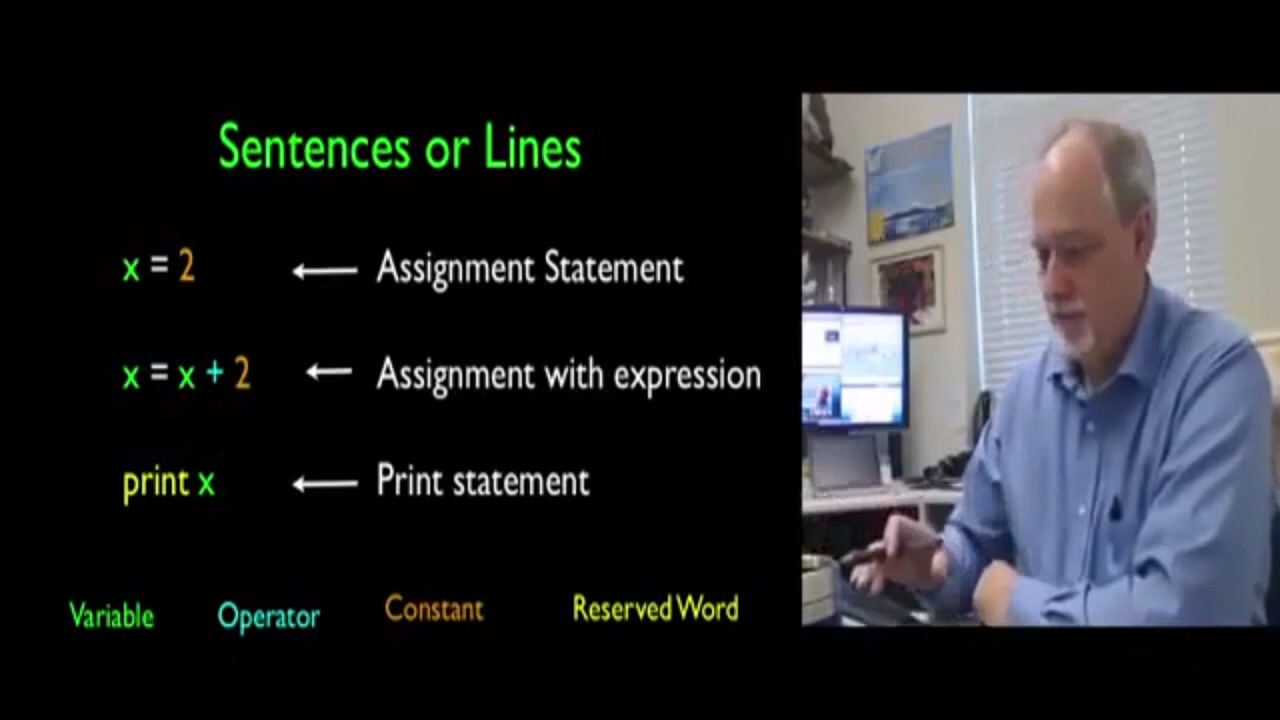 Sentences or Lines
x = 2 ← Assignment Statement
x = x + 2 ← Assignment with expression
print x ← Print statement
Variable Operator Constant Reserved Word